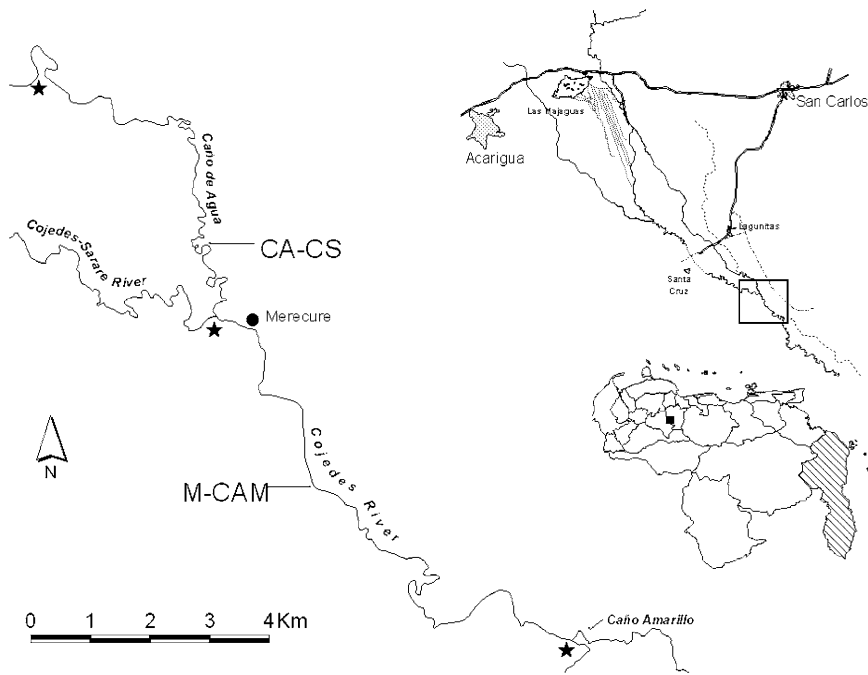 San Carlos
Las Majaguas
Acarigua
Caño de Agua
Cojedes-Sarare
River
CA-CS
Lagunitas
Santa
Cruz
Merecure
N
Cojedes River
M-CAM
0 1 2 3 4 Km
Caño Amarillo